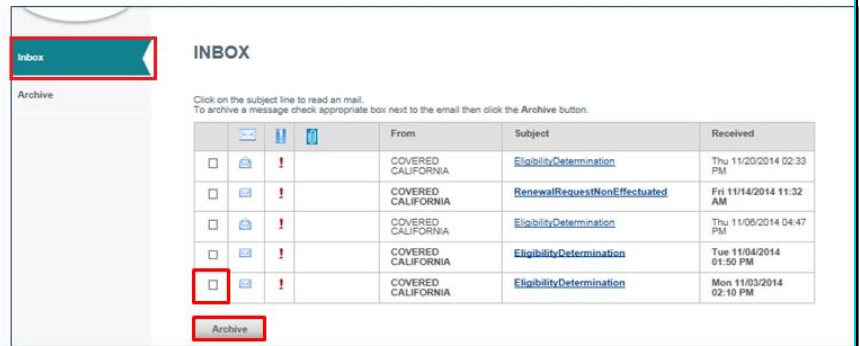 Inbox
Archive
INBOX
Click on the subject line to read an mail.
To archive a message check appropriate box next to the email then click the Archive button.
From Subject Received
COVERED CALIFORNIA EligibilityDetermination Thu 11/20/2014 02:33 PM
COVERED CALIFORNIA RenewalRequestNonEffectuated Fri 11/14/2014 11:32 AM
COVERED CALIFORNIA EligibilityDetermination Thu 11/06/2014 04:47 PM
COVERED CALIFORNIA EligibilityDetermination Tue 11/04/2014 01:50 PM
COVERED CALIFORNIA EligibilityDetermination Mon 11/03/2014 02:10 PM
Archive